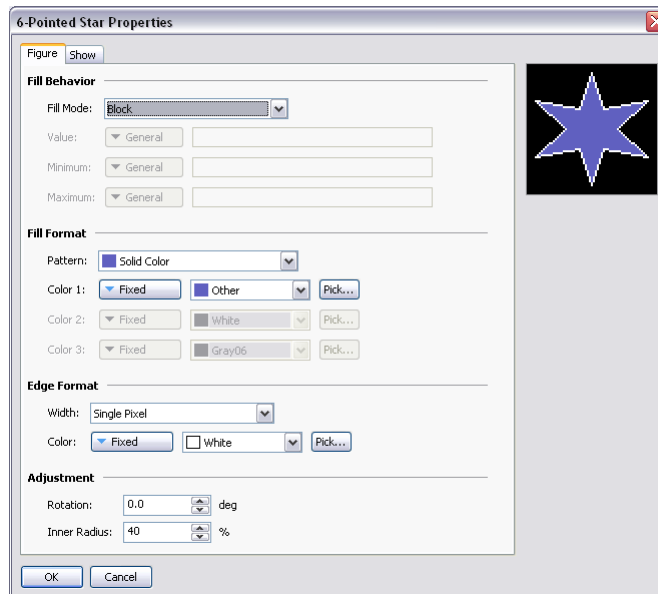 6-Pointed Star Properties
Figure Show
Fill Behavior
Fill Mode: Block
Value: General
Minimum: General
Maximum: General
Fill Format
Pattern: Solid Color
Color 1: Fixed Other Pick...
Color 2: Fixed White Pick...
Color 3: Fixed Gray06 Pick...
Edge Format
Width: Single Pixel
Color: Fixed White Pick...
Adjustment
Rotation: 0.0 deg
Inner Radius: 40 %
OK Cancel